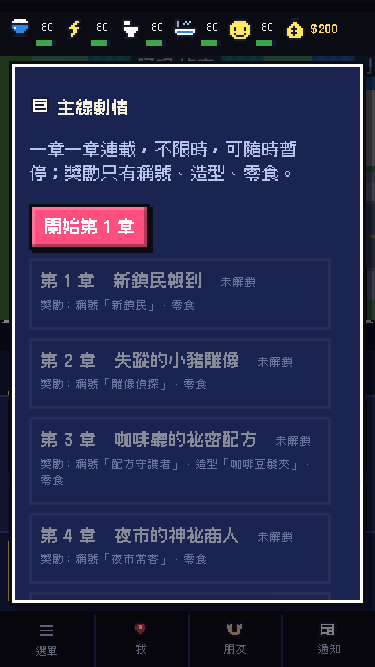 80 80 80 80 80 $200
主線劇情
一章一章連載，不限時，可隨時暫
停；獎勵只有稱號、造型、零食。
開始第 1 章
第 1 章 新鎮民報到 未解鎖
獎勵：稱號「新鎮民」· 零食
第 2 章 失蹤的小豬雕像 未解鎖
獎勵：稱號「雕像偵探」· 零食
第 3 章 咖啡廳的祕密配方 未解鎖
獎勵：稱號「配方守護者」· 造型「咖啡豆髮夾」·
零食
第 4 章 夜市的神祕商人 未解鎖
獎勵：稱號「夜市常客」· 零食
選單 我 朋友 通知